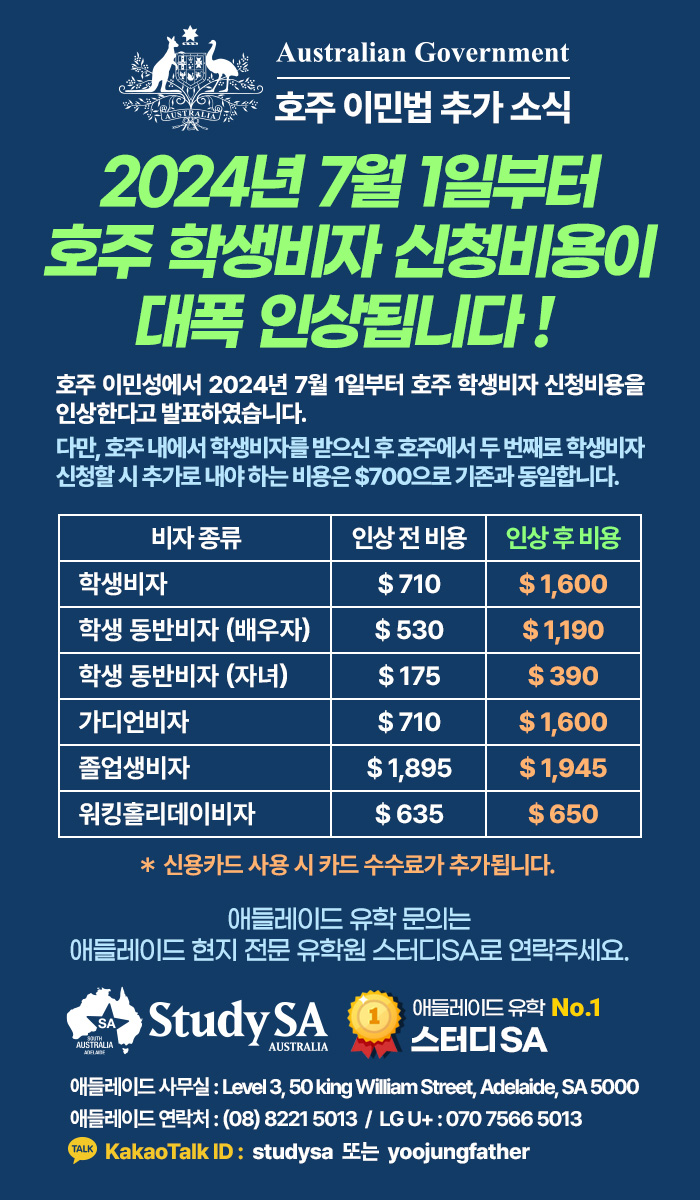 Australian Government
호주 이민법 추가 소식
AUSTRALIA
2024년 7월 1일부터
호주 학생비자 신청비용이
대폭 인상됩니다 !
호주 이민성에서 2024년 7월 1일부터 호주 학생비자 신청비용을
인상한다고 발표하였습니다.
다만, 호주 내에서 학생비자를 받으신 후 호주에서 두 번째로 학생비자
신청할 시 추가로 내야 하는 비용은 $700으로 기존과 동일합니다.
비자 종류 인상 전 비용 인상 후 비용
학생비자 $ 710 $ 1,600
학생 동반비자 (배우자) $ 530 $ 1,190
학생 동반비자 (자녀) $ 175 $ 390
가디언비자 $ 710 $ 1,600
졸업생비자 $ 1,895 $ 1,945
워킹홀리데이비자 $ 635 $ 650
* 신용카드 사용 시 카드 수수료가 추가됩니다.
애들레이드 유학 문의는
애들레이드 현지 전문 유학원 스터디SA로 연락주세요.
SA
SOUTH
AUSTRALIA
ADELAIDE
Study SA
AUSTRALIA
1
애들레이드 유학 No.1
스터디 SA
애들레이드 사무실 : Level 3, 50 king William Street, Adelaide, SA 5000
애들레이드 연락처 : (08) 8221 5013 / LG U+ : 070 7566 5013
TALK KakaoTalk ID : studysa 또는 yoojungfather